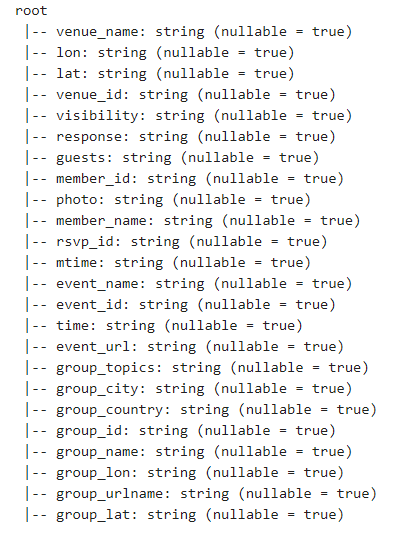 root
|-- venue_name: string (nullable = true)
|-- lon: string (nullable = true)
|-- lat: string (nullable = true)
|-- venue_id: string (nullable = true)
|-- visibility: string (nullable = true)
|-- response: string (nullable = true)
|-- guests: string (nullable = true)
|-- member_id: string (nullable = true)
|-- photo: string (nullable = true)
|-- member_name: string (nullable = true)
|-- rsvp_id: string (nullable = true)
|-- mtime: string (nullable = true)
|-- event_name: string (nullable = true)
|-- event_id: string (nullable = true)
|-- time: string (nullable = true)
|-- event_url: string (nullable = true)
|-- group_topics: string (nullable = true)
|-- group_city: string (nullable = true)
|-- group_country: string (nullable = true)
|-- group_id: string (nullable = true)
|-- group_name: string (nullable = true)
|-- group_lon: string (nullable = true)
|-- group_urlname: string (nullable = true)
|-- group_lat: string (nullable = true)